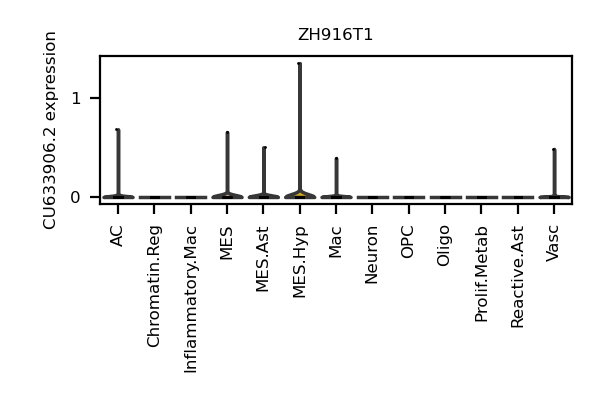 ZH916T1
CU633906.2 expression
1
0
AC
Chromatin.Reg
Inflammatory.Mac
MES
MES.Ast
MES.Hyp
Mac
Neuron
OPC
Oligo
Prolif.Metab
Reactive.Ast
Vasc